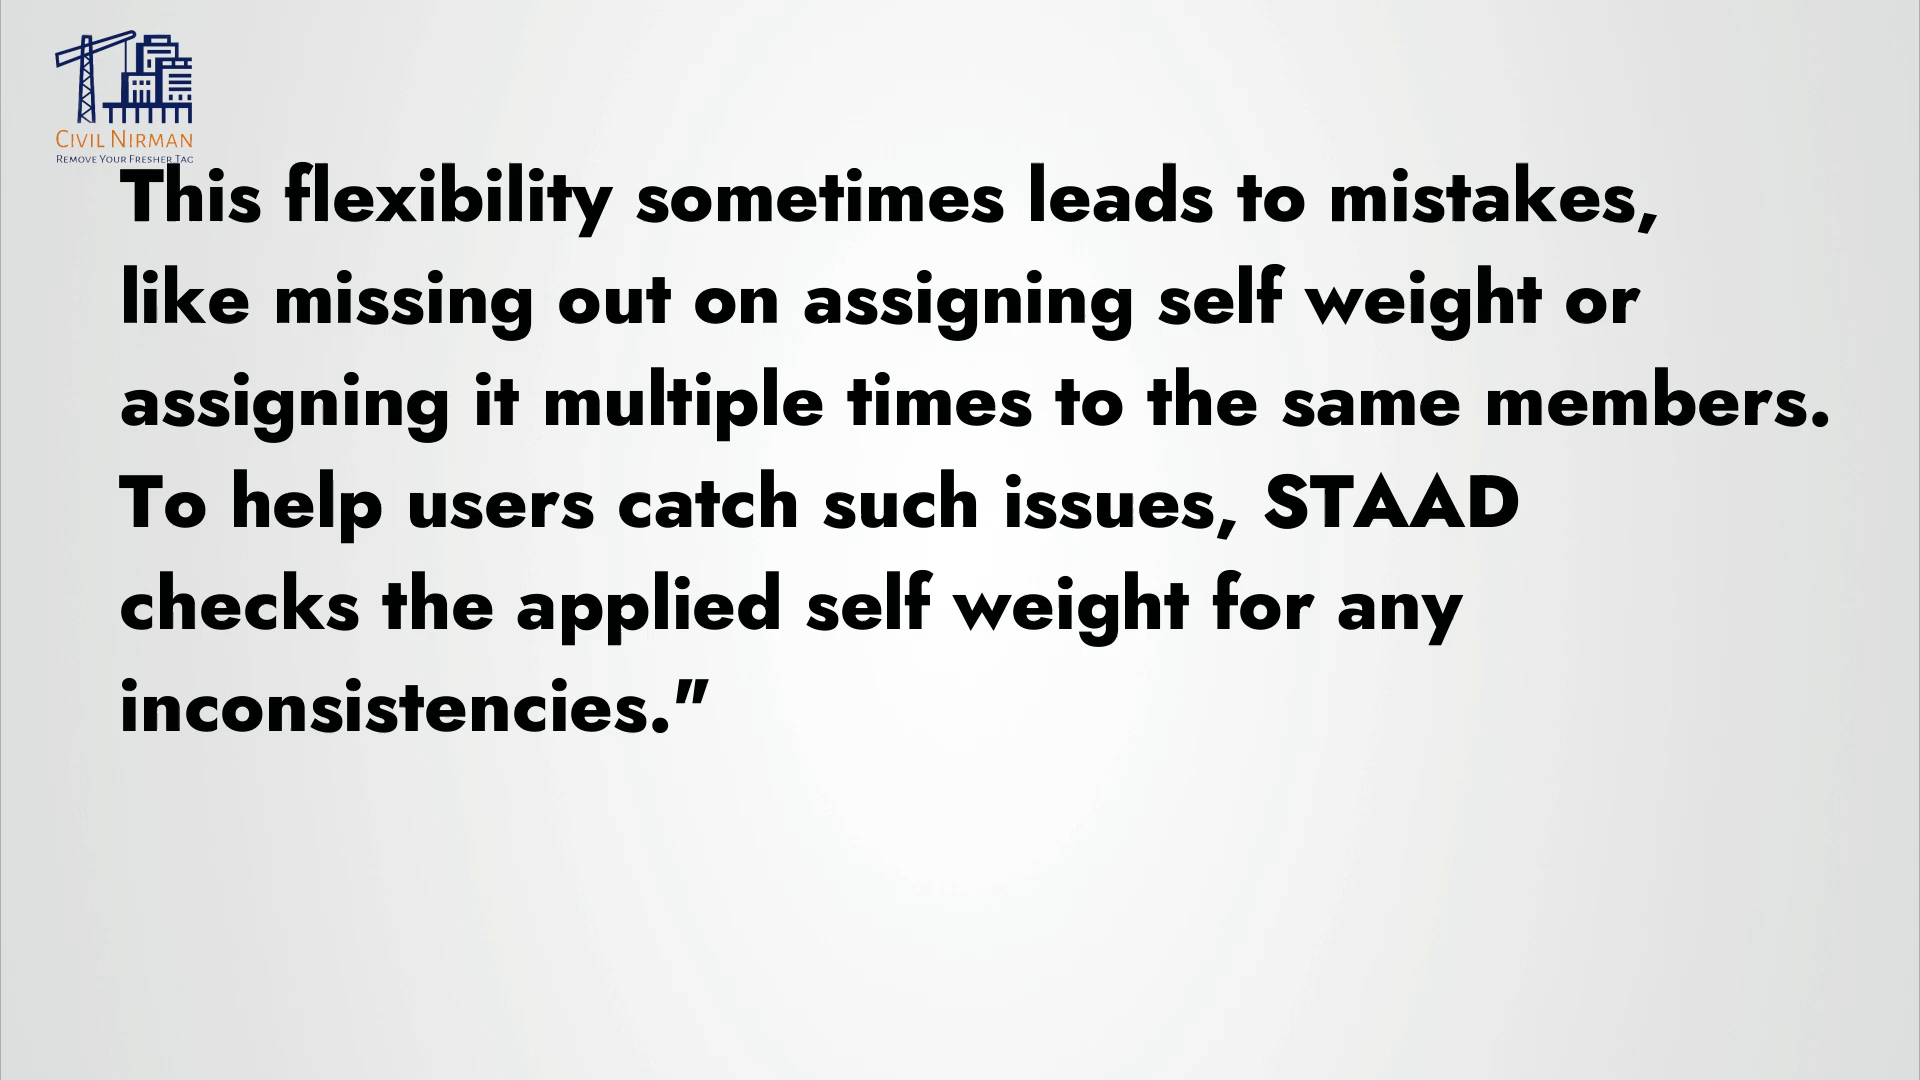 CIVIL NIRMAN
REMOVE YOUR FRESHER TAG
This flexibility sometimes leads to mistakes,
like missing out on assigning self weight or
assigning it multiple times to the same members.
To help users catch such issues, STAAD
checks the applied self weight for any
inconsistencies."